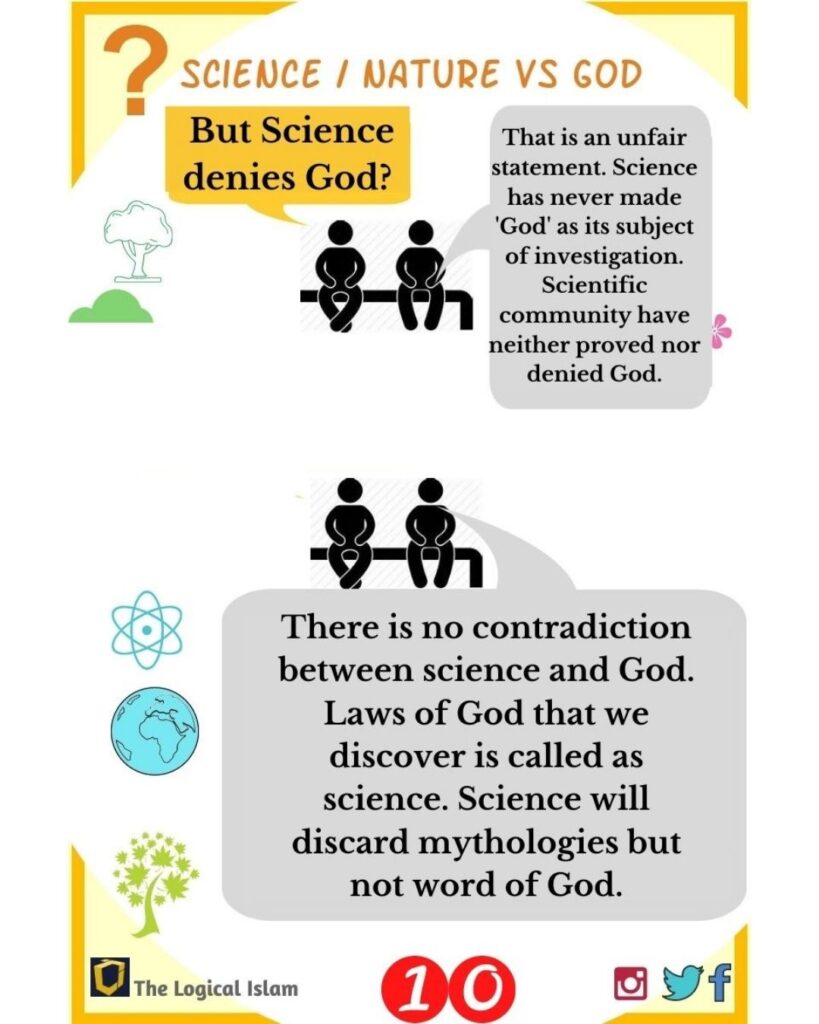 ?
SCIENCE / NATURE VS GOD
But Science
denies God?
That is an unfair
statement. Science
has never made
'God' as its subject
of investigation.
Scientific
community have
neither proved nor
denied God.
There is no contradiction
between science and God.
Laws of God that we
discover is called as
science. Science will
discard mythologies but
not word of God.
The Logical Islam
10